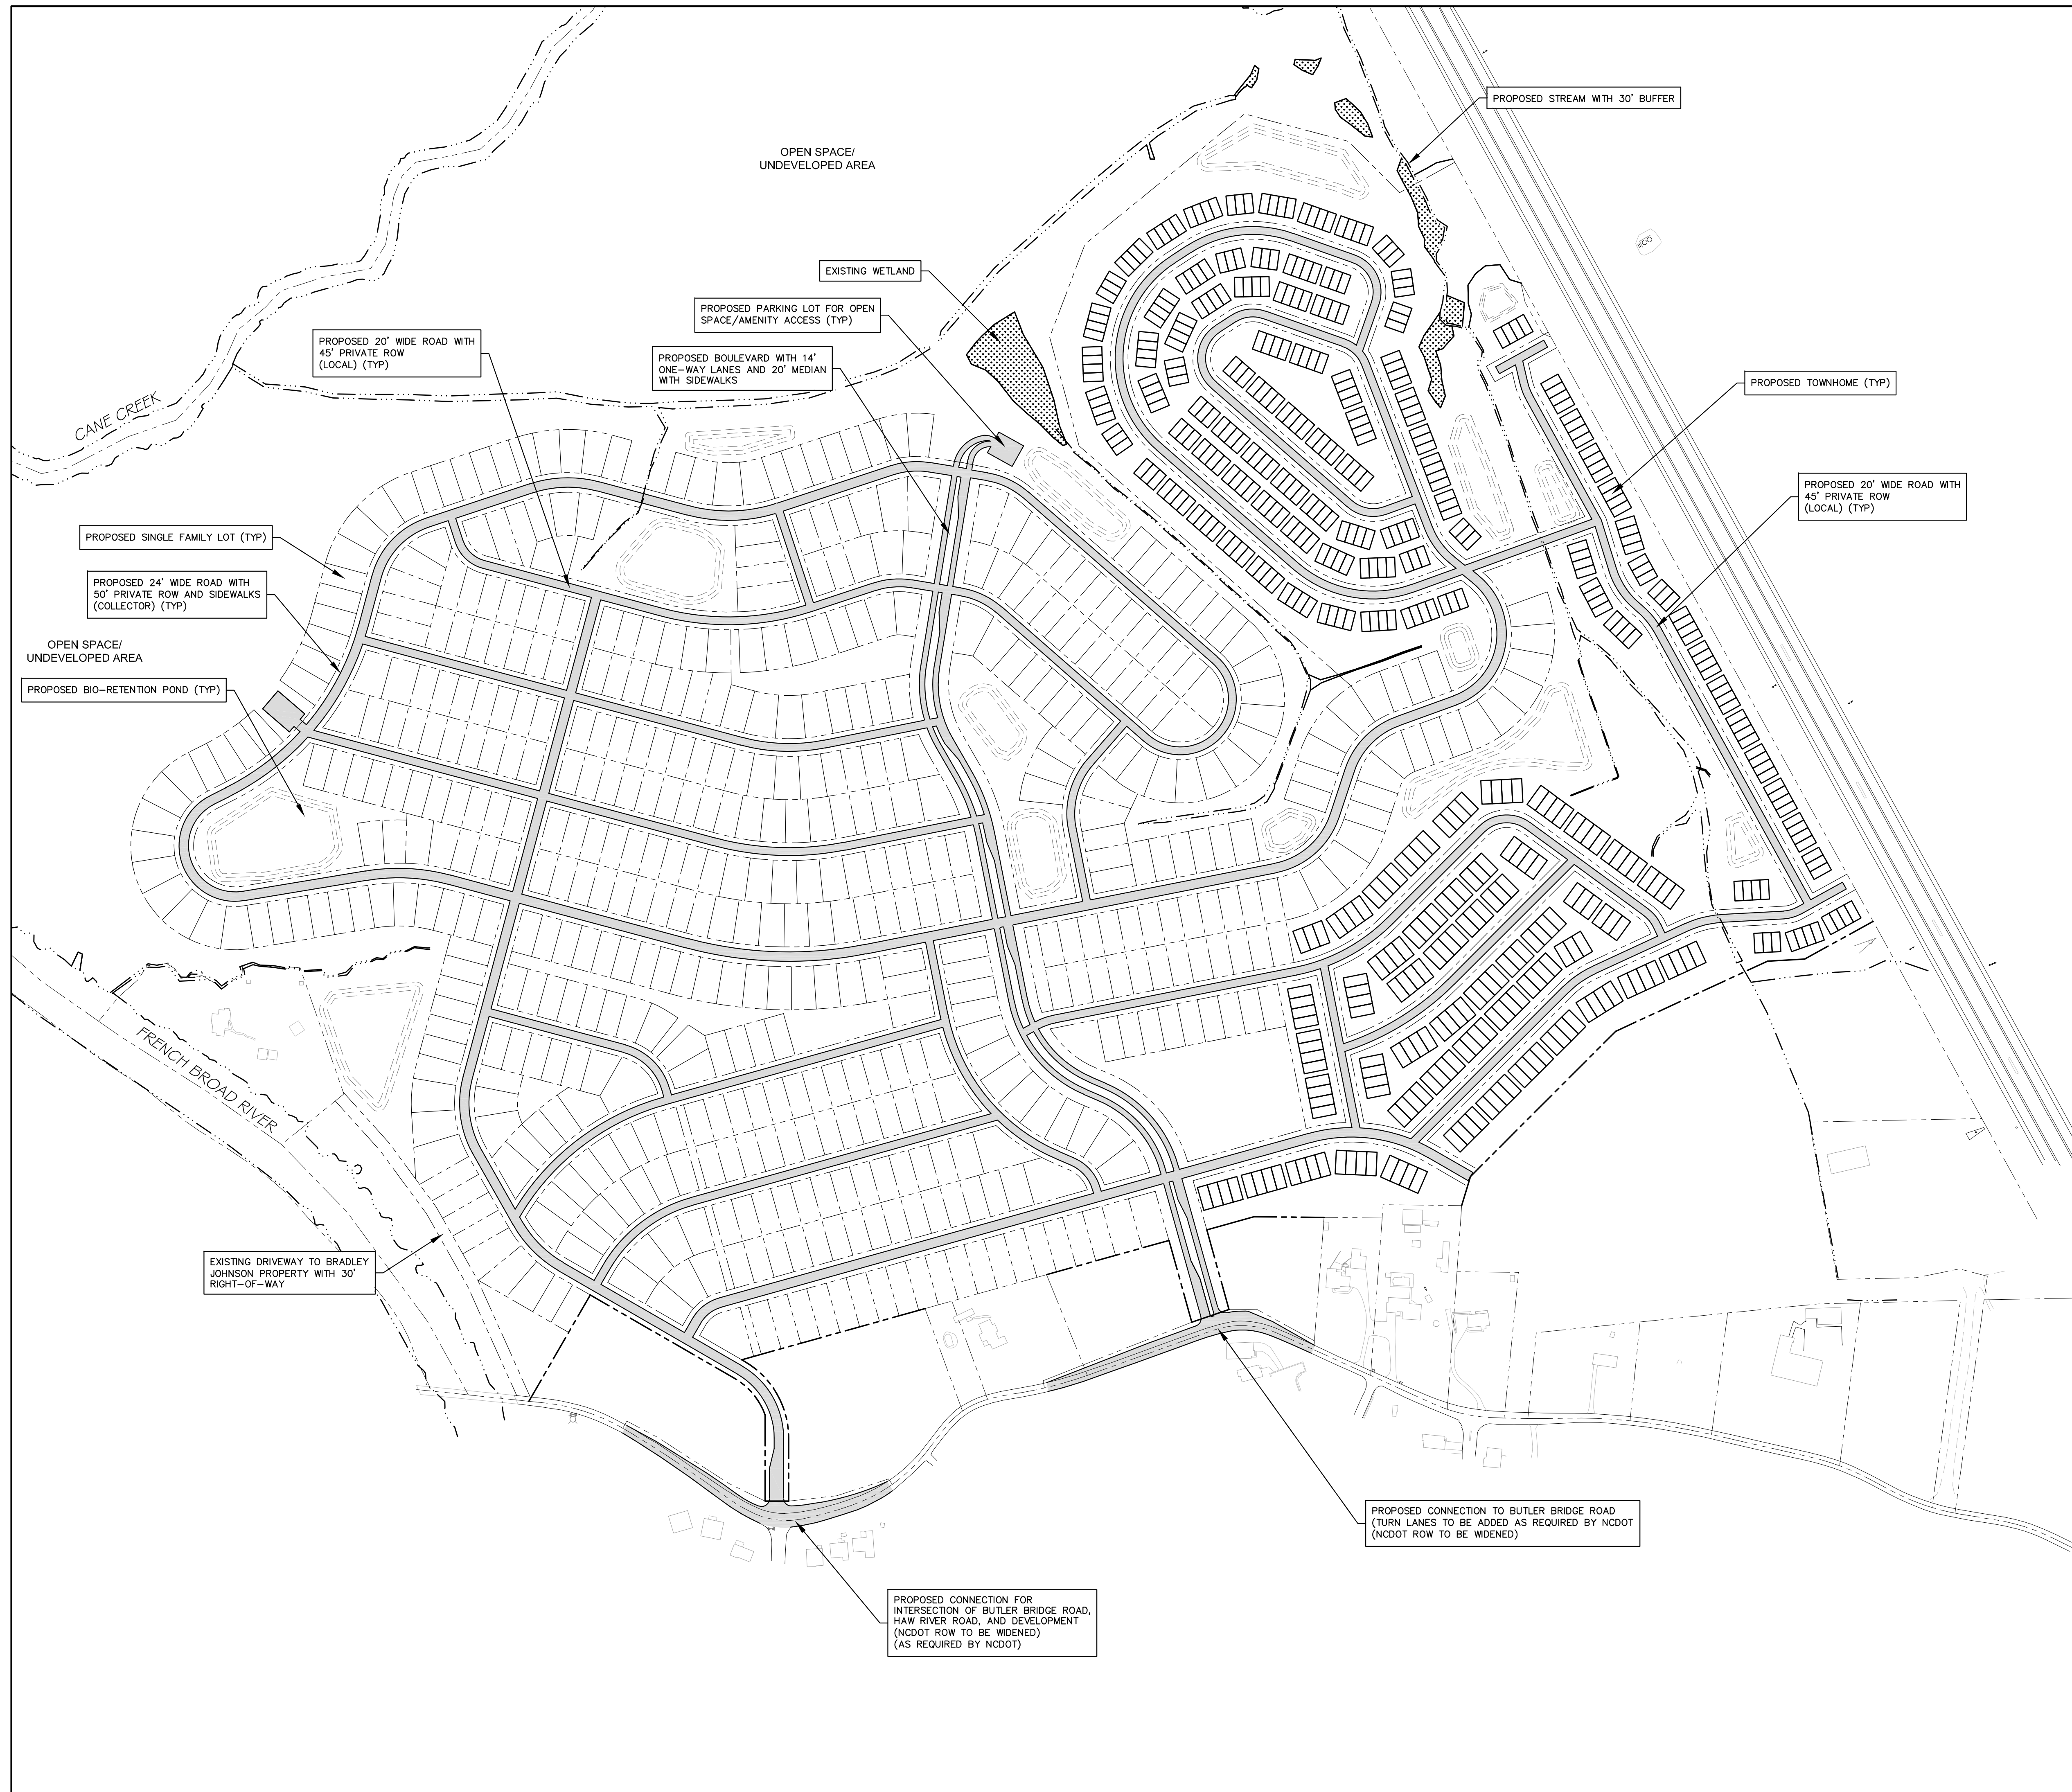 PROPOSED STREAM WITH 30' BUFFER
OPEN SPACE/
UNDEVELOPED AREA
EXISTING WETLAND
PROPOSED PARKING LOT FOR OPEN
SPACE/AMENITY ACCESS (TYP)
PROPOSED 20' WIDE ROAD WITH
45' PRIVATE ROW
(LOCAL) (TYP)
PROPOSED BOULEVARD WITH 14'
ONE-WAY LANES AND 20' MEDIAN
WITH SIDEWALKS
PROPOSED TOWNHOME (TYP)
CANE CREEK
PROPOSED 20' WIDE ROAD WITH
45' PRIVATE ROW
(LOCAL) (TYP)
PROPOSED SINGLE FAMILY LOT (TYP)
PROPOSED 24' WIDE ROAD WITH
50' PRIVATE ROW AND SIDEWALKS
(COLLECTOR) (TYP)
OPEN SPACE/
UNDEVELOPED AREA
PROPOSED BIO-RETENTION POND (TYP)
FRENCH BROAD RIVER
EXISTING DRIVEWAY TO BRADLEY
JOHNSON PROPERTY WITH 30'
RIGHT-OF-WAY
PROPOSED CONNECTION TO BUTLER BRIDGE ROAD
(TURN LANES TO BE ADDED AS REQUIRED BY NCDOT
(NCDOT ROW TO BE WIDENED)
PROPOSED CONNECTION FOR
INTERSECTION OF BUTLER BRIDGE ROAD,
HAW RIVER ROAD, AND DEVELOPMENT
(NCDOT ROW TO BE WIDENED)
(AS REQUIRED BY NCDOT)